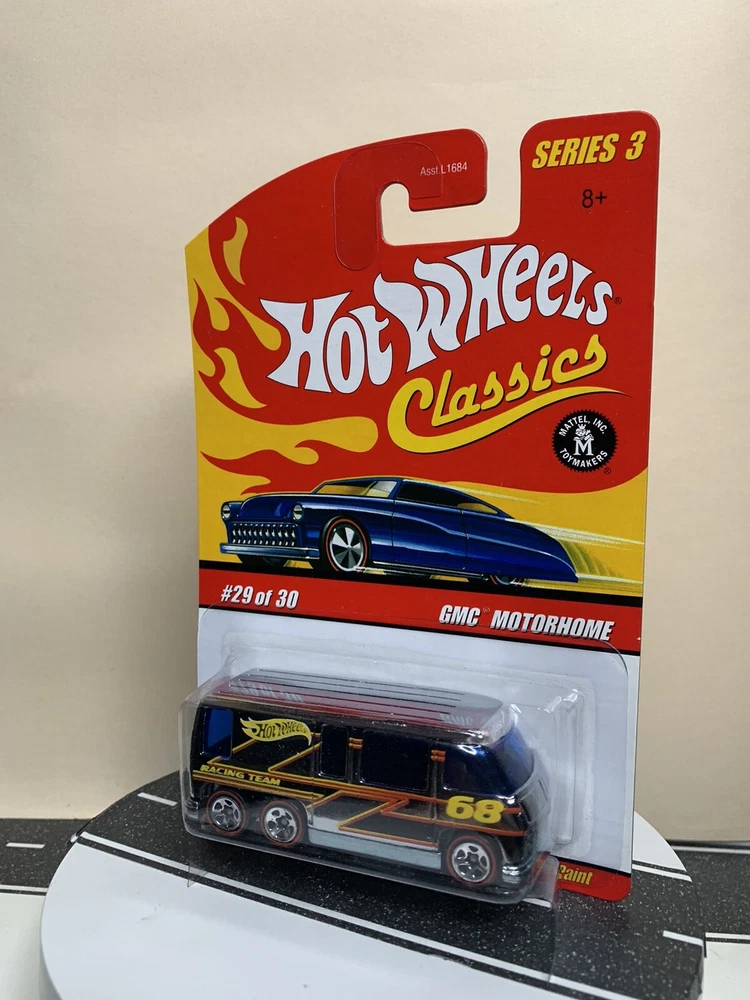 Asst.L1684
SERIES 3
8+
HOT WHEELS®
Classics
MATTEL, INC.
M
TOYMAKERS
®
#29 of 30
GMC MOTORHOME
HOT WHEELS
RACING TEAM
68
Paint